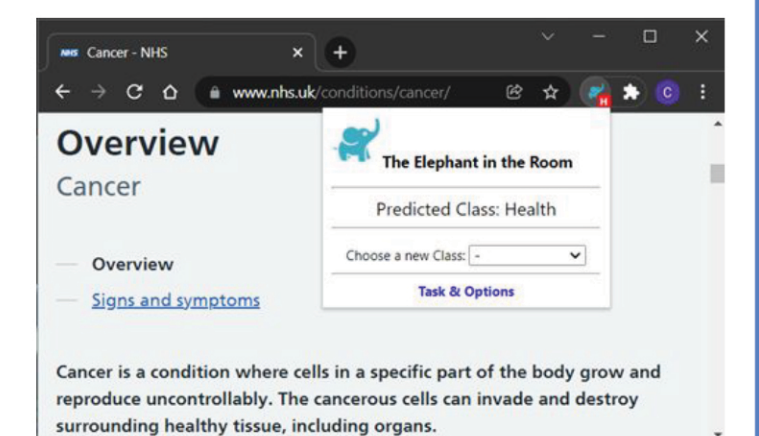 NHS Cancer - NHS
www.nhs.uk/conditions/cancer/
H
C
Overview
Cancer
The Elephant in the Room
Predicted Class: Health
Choose a new Class: -
Task & Options
Overview
Signs and symptoms
Cancer is a condition where cells in a specific part of the body grow and
reproduce uncontrollably. The cancerous cells can invade and destroy
surrounding healthy tissue, including organs.